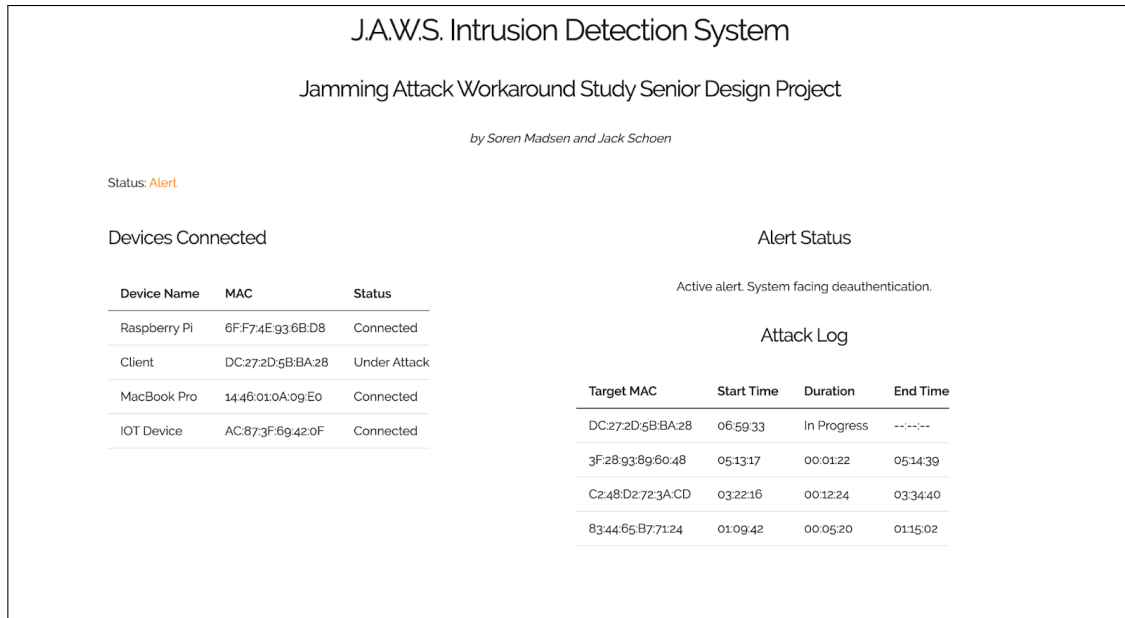 J.A.W.S. Intrusion Detection System
Jamming Attack Workaround Study Senior Design Project
by Soren Madsen and Jack Schoen
Status: Alert
Devices Connected
Device Name MAC Status
Raspberry Pi 6F:F7:4E:93:6B:D8 Connected
Client DC:27:2D:5B:BA:28 Under Attack
MacBook Pro 14:46:01:0A:09:E0 Connected
IOT Device AC:87:3F:69:42:0F Connected
Alert Status
Active alert. System facing deauthentication.
Attack Log
Target MAC Start Time Duration End Time
DC:27:2D:5B:BA:28 06:59:33 In Progress --:--:--
3F:28:93:89:60:48 05:13:17 00:01:22 05:14:39
C2:48:D2:72:3A:CD 03:22:16 00:12:24 03:34:40
83:44:65:B7:71:24 01:09:42 00:05:20 01:15:02